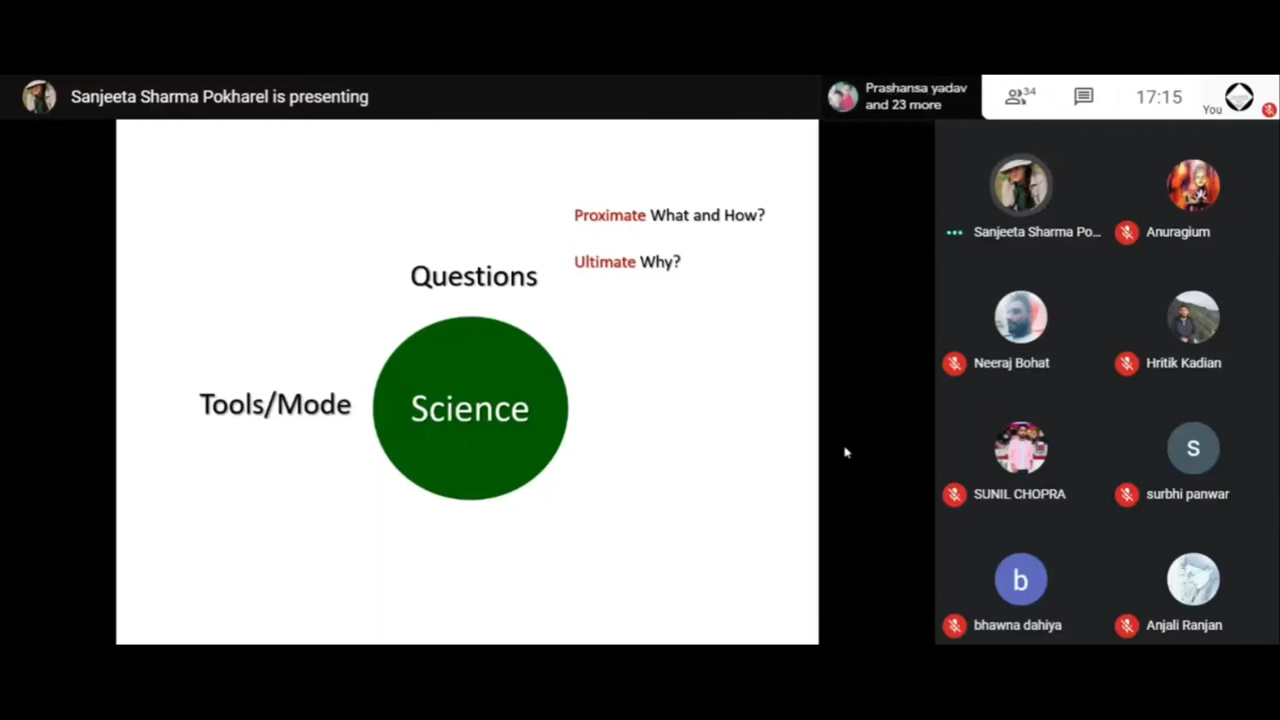 Sanjeeta Sharma Pokharel is presenting
Prashansa yadav
and 23 more
34
17:15
You
Proximate What and How?
Ultimate Why?
Questions
Tools/Mode
Science
Sanjeeta Sharma Po...
Anuragium
Neeraj Bohat
Hritik Kadian
SUNIL CHOPRA
s
surbhi panwar
b
bhawna dahiya
Anjali Ranjan